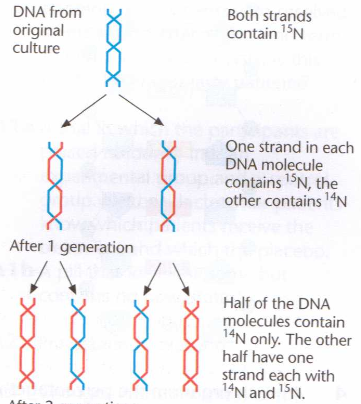 DNA from
original
culture
Both strands
contain ¹⁵N
One strand in each
DNA molecule
contains ¹⁵N, the
other contains ¹⁴N
After 1 generation
Half of the DNA
molecules contain
¹⁴N only. The other
half have one
strand each with
¹⁴N and ¹⁵N.
After 2